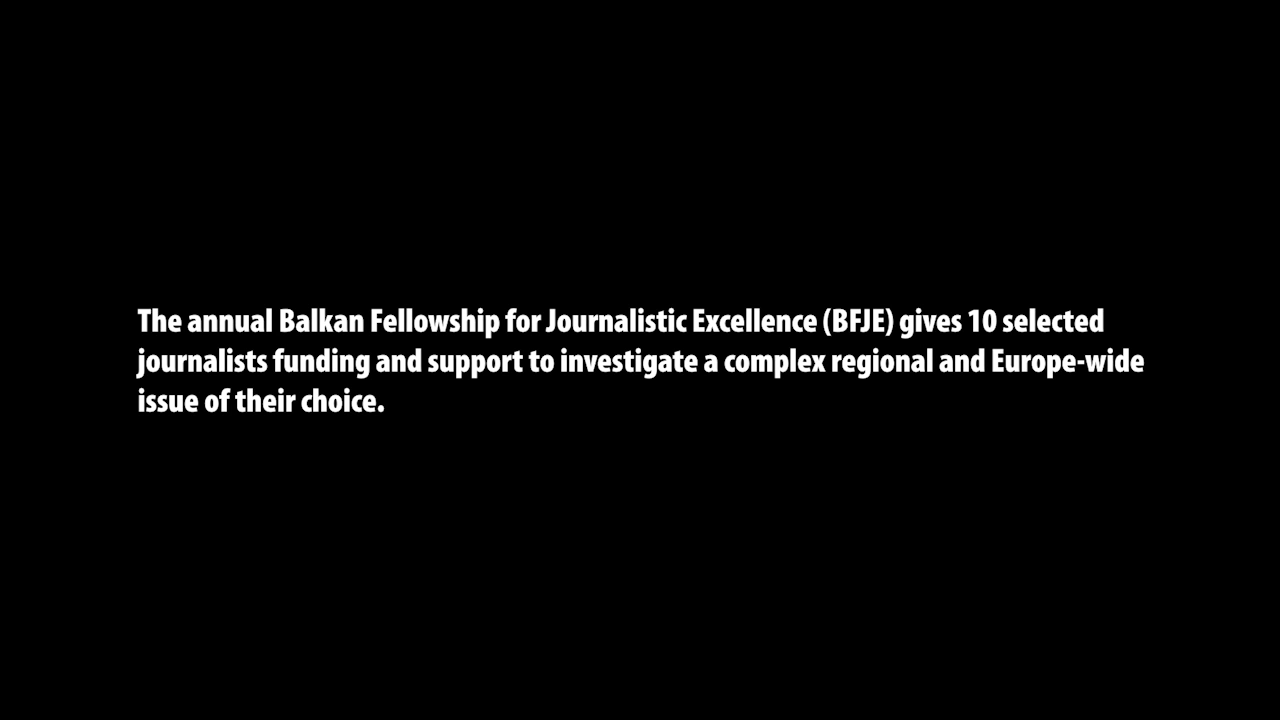 The annual Balkan Fellowship for Journalistic Excellence (BFJE) gives 10 selected
journalists funding and support to investigate a complex regional and Europe-wide
issue of their choice.